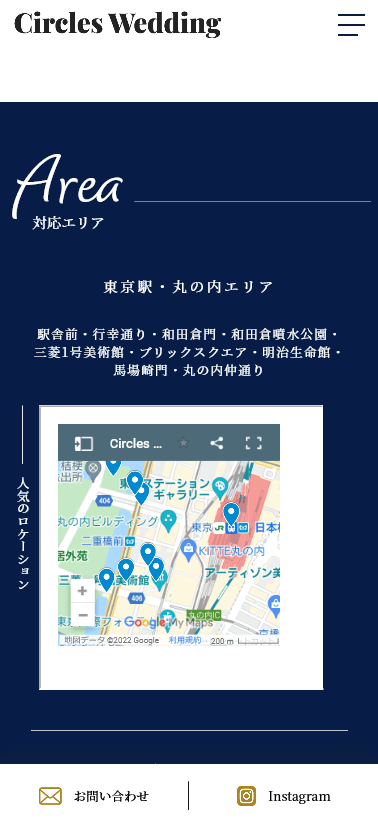 Circles Wedding
Area
対応エリア
東京駅・丸の内エリア
駅舎前・行幸通り・和田倉門・和田倉噴水公園・
三菱1号美術館・ブリックスクエア・明治生命館・
馬場崎門・丸の内仲通り
人気のロケーション
Circles ...
ステーション
ギャラリー
404
丸の内ビルディング
二重橋前
東京
日本橋
KITTE丸の内
居外苑
アーティゾン美
406
丸の内IC
406
Google My Maps
地図データ ©2022 Google
利用規約
200 m
お問い合わせ
Instagram